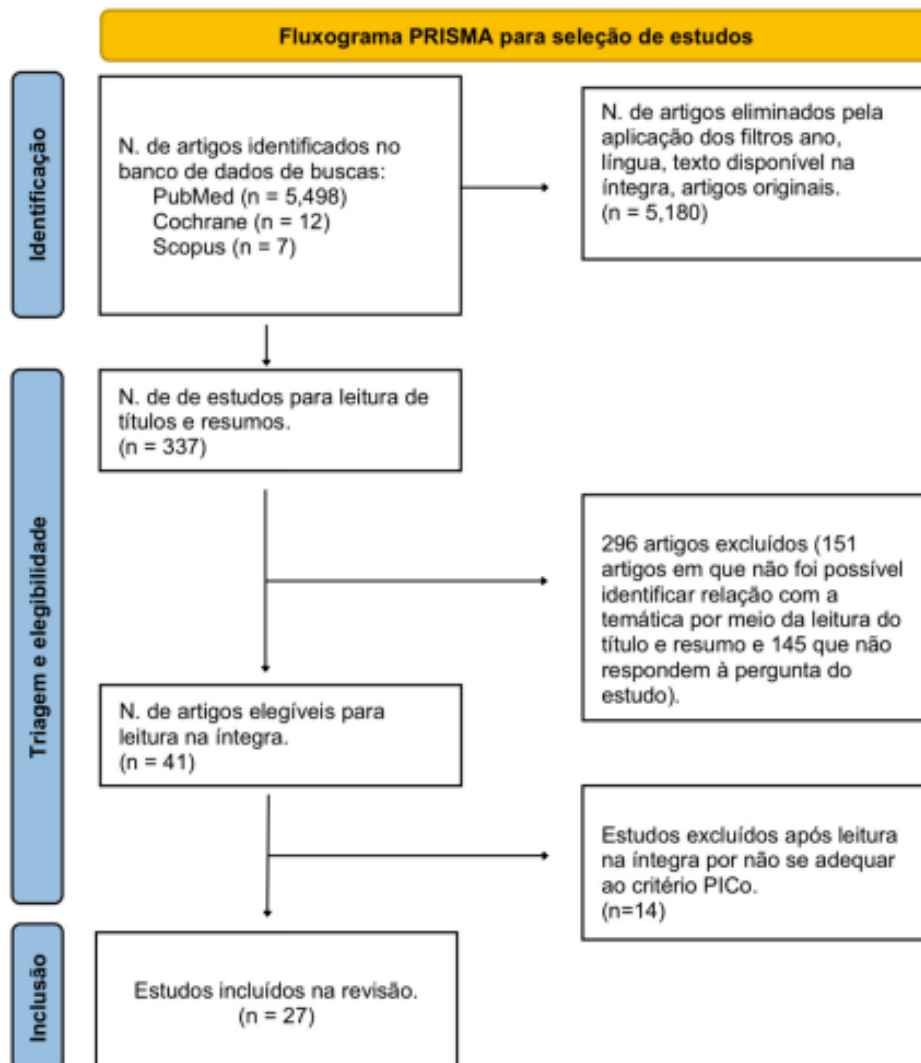 Fluxograma PRISMA para seleção de estudos
Identificação
N. de artigos identificados no
banco de dados de buscas:
PubMed (n = 5,498)
Cochrane (n = 12)
Scopus (n = 7)
N. de artigos eliminados pela
aplicação dos filtros ano,
língua, texto disponível na
íntegra, artigos originais.
(n = 5,180)
Triagem e elegibilidade
N. de de estudos para leitura de
títulos e resumos.
(n = 337)
296 artigos excluídos (151
artigos em que não foi possível
identificar relação com a
temática por meio da leitura do
título e resumo e 145 que não
respondem à pergunta do
estudo).
N. de artigos elegíveis para
leitura na íntegra.
(n = 41)
Estudos excluídos após leitura
na íntegra por não se adequar
ao critério PICo.
(n=14)
Inclusão
Estudos incluídos na revisão.
(n = 27)